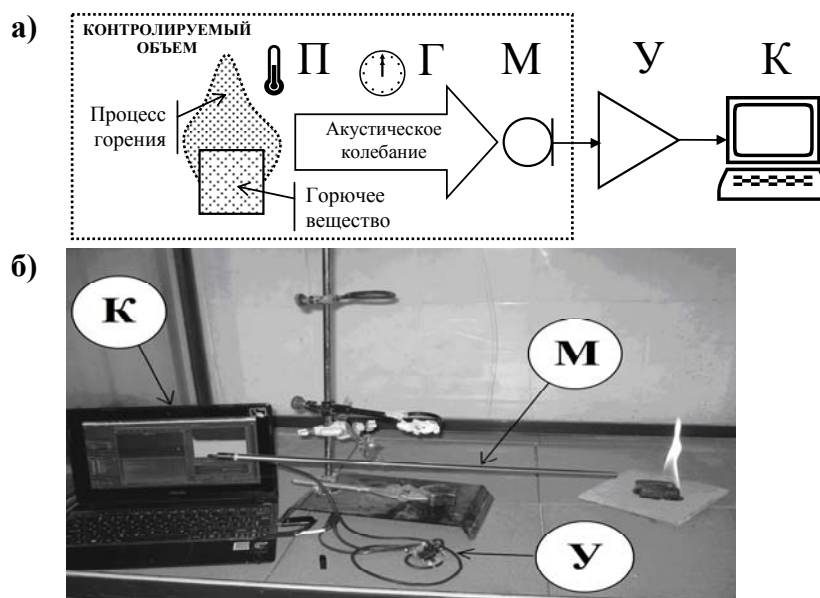 а)
КОНТРОЛИРУЕМЫЙ
ОБЪЕМ
П Г М У К
Процесс
горения
Акустическое
колебание
Горючее
вещество
б)
К
М
У